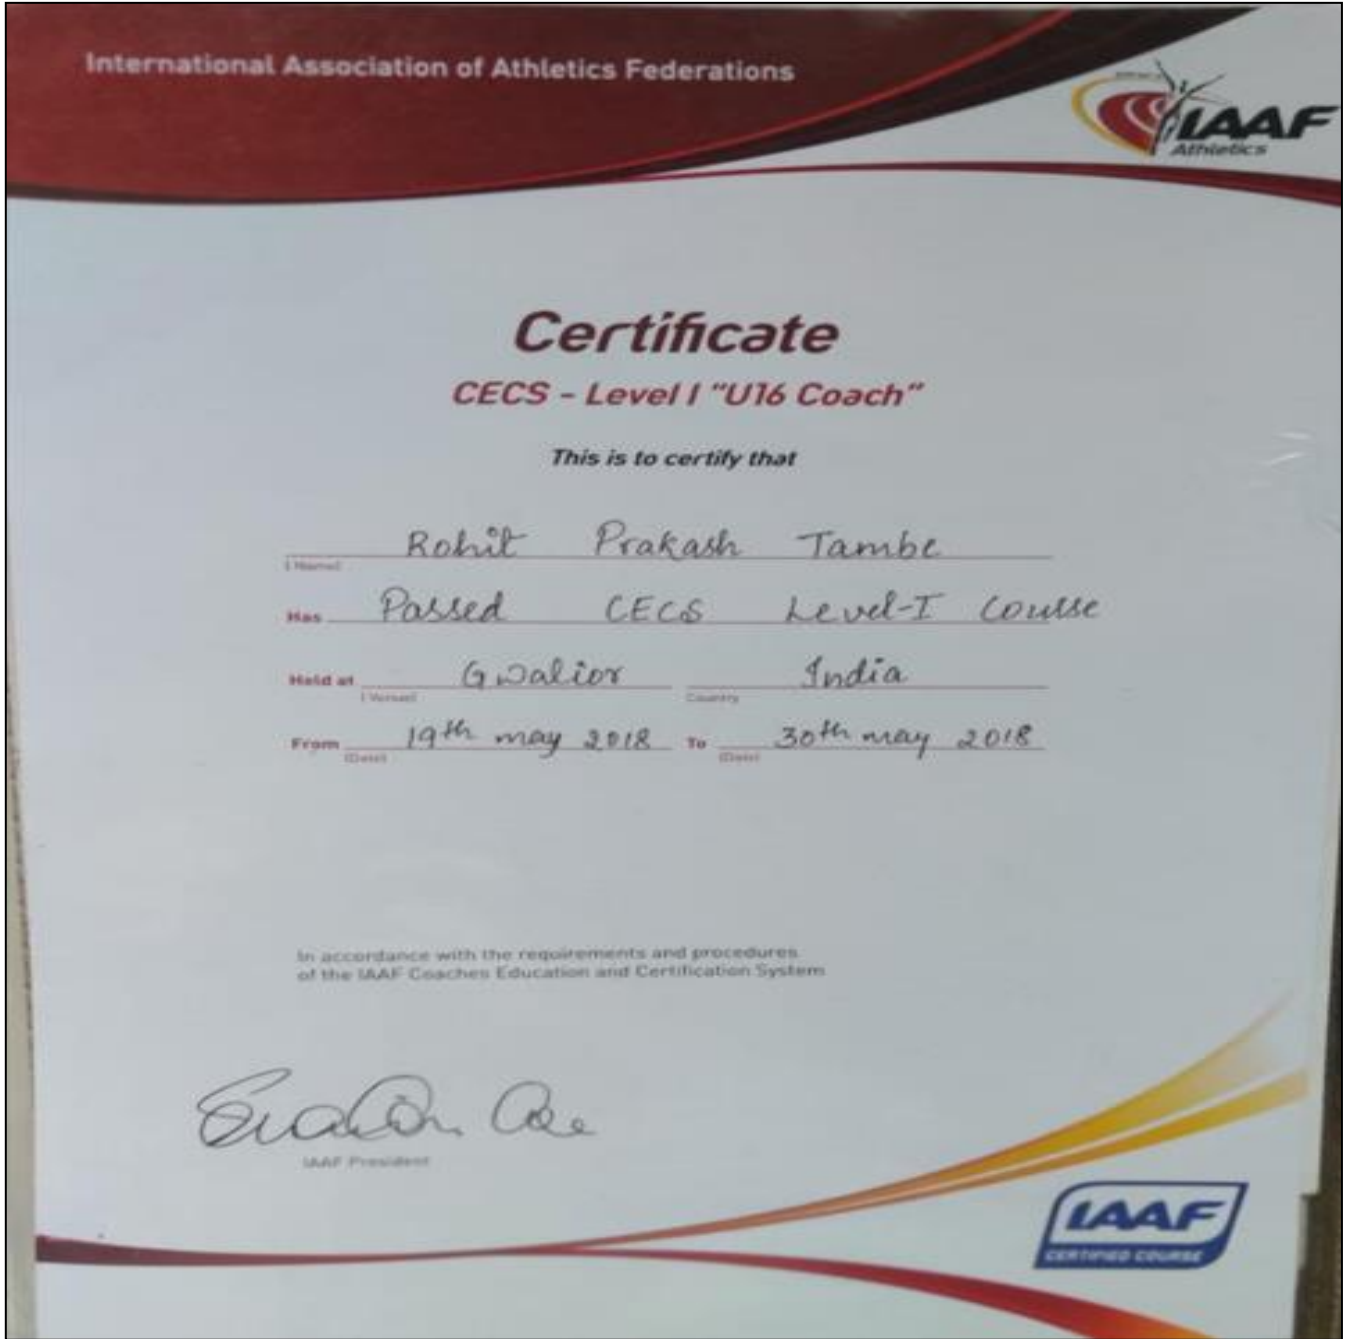 International Association of Athletics Federations
IAAF
Athletics
Certificate
CECS - Level I "U16 Coach"
This is to certify that
Rohit Prakash Tambe
(Name)
Has Passed CECS Level-I Course
Held at Gwalior India
(Venue) Country
From 19th may 2018 To 30th may 2018
(Date) (Date)
In accordance with the requirements and procedures
of the IAAF Coaches Education and Certification System
IAAF President
IAAF
CERTIFIED COURSE